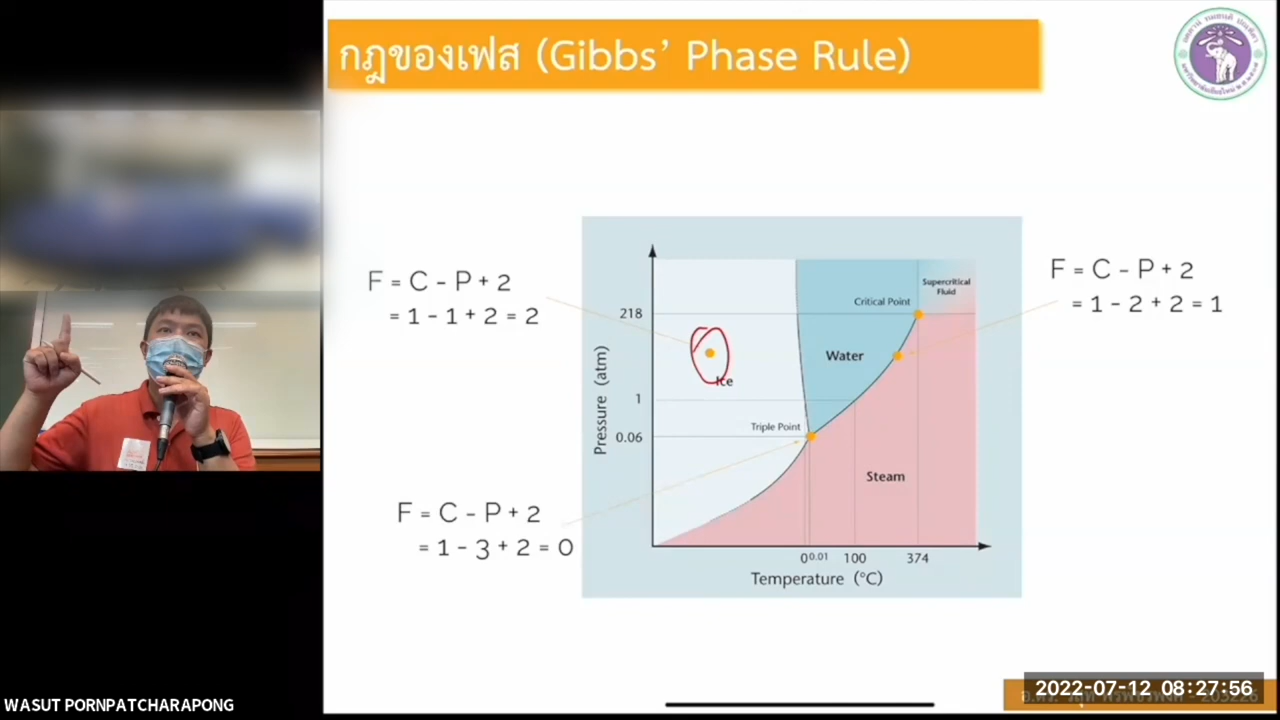 กฎของเฟส (Gibbs’ Phase Rule)
F = C - P + 2
= 1 - 1 + 2 = 2
F = C - P + 2
= 1 - 2 + 2 = 1
F = C - P + 2
= 1 - 3 + 2 = 0
Supercritical
Fluid
Critical Point
218
Water
Ice
Pressure (atm)
1
Triple Point
0.06
Steam
0
0.01
100
374
Temperature (°C)
WASUT PORNPATCHARAPONG
2022-07-12 08:27:56